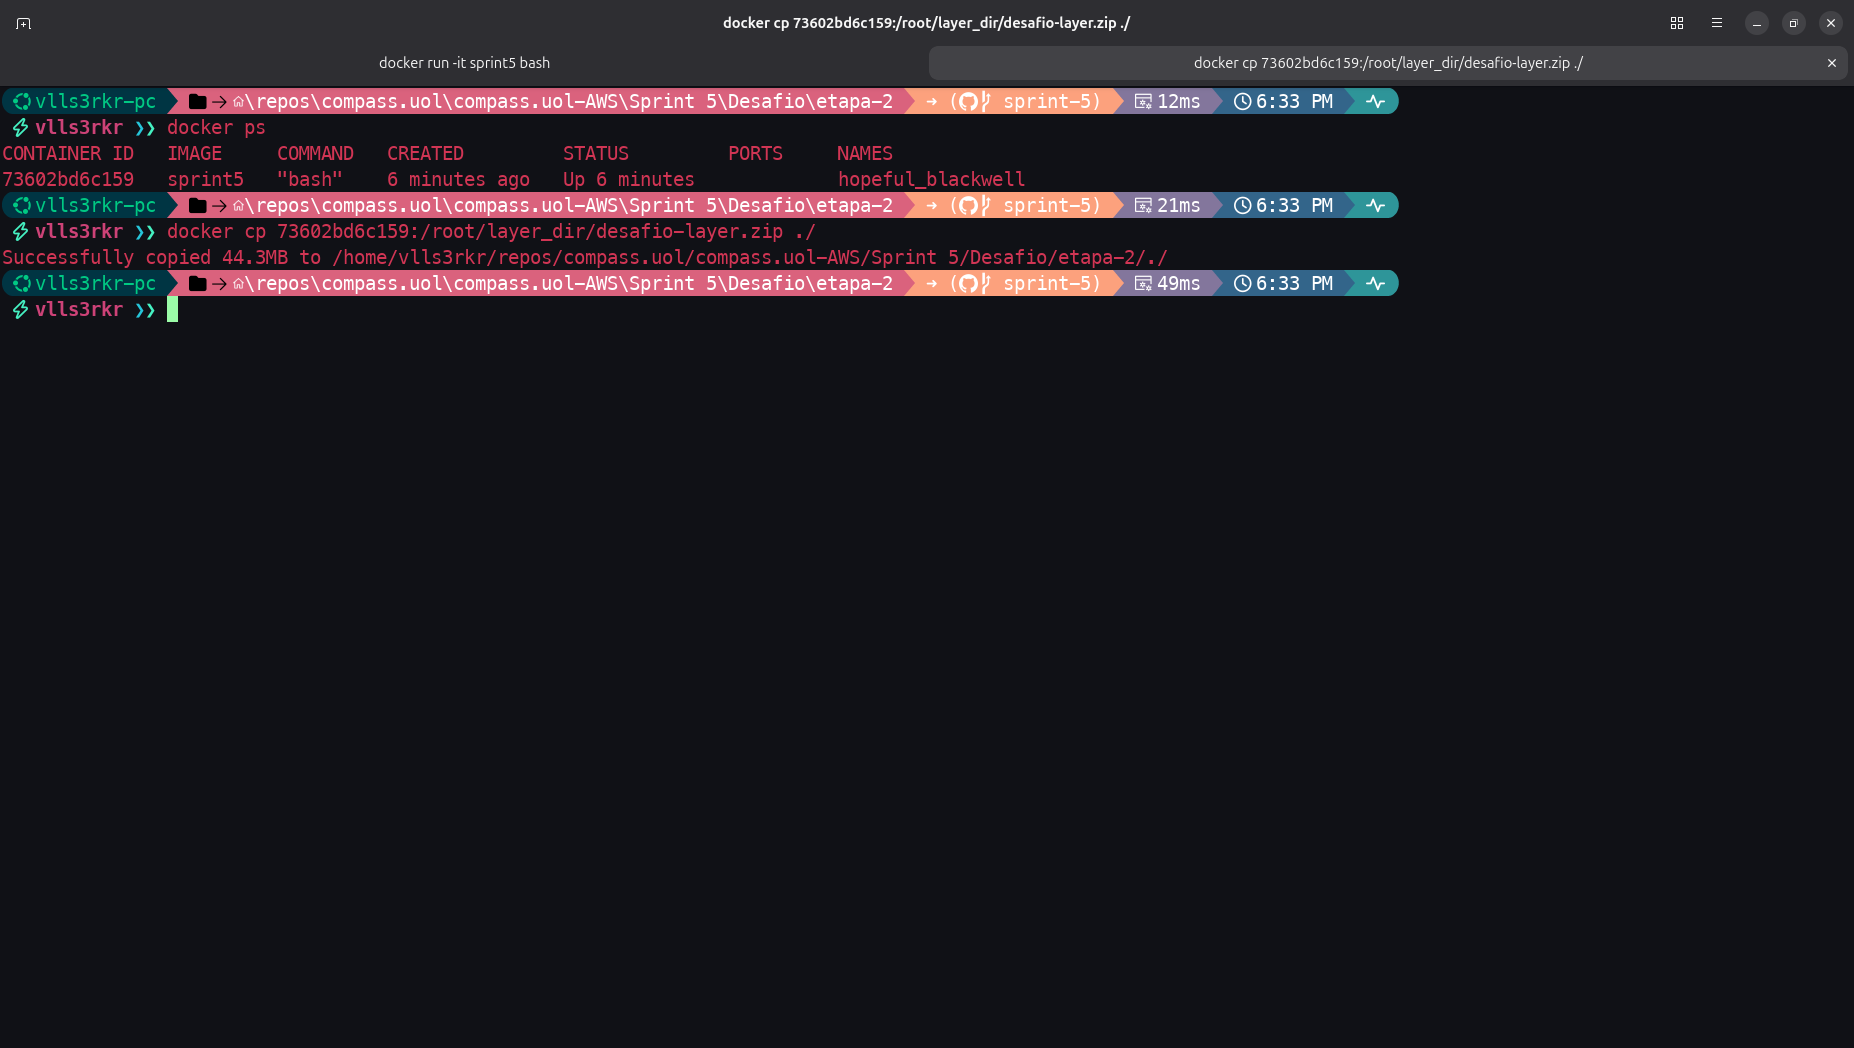 docker cp 73602bd6c159:/root/layer_dir/desafio-layer.zip ./
docker run -it sprint5 bash
docker cp 73602bd6c159:/root/layer_dir/desafio-layer.zip ./
vlls3rkr-pc \repos\compass.uol\compass.uol-AWS\Sprint 5\Desafio\etapa-2 ➜ ( sprint-5) 12ms 6:33 PM
vlls3rkr ❯❯ docker ps
CONTAINER ID IMAGE COMMAND CREATED STATUS PORTS NAMES
73602bd6c159 sprint5 "bash" 6 minutes ago Up 6 minutes hopeful_blackwell
vlls3rkr-pc \repos\compass.uol\compass.uol-AWS\Sprint 5\Desafio\etapa-2 ➜ ( sprint-5) 21ms 6:33 PM
vlls3rkr ❯❯ docker cp 73602bd6c159:/root/layer_dir/desafio-layer.zip ./
Successfully copied 44.3MB to /home/vlls3rkr/repos/compass.uol/compass.uol-AWS/Sprint 5/Desafio/etapa-2/./
vlls3rkr-pc \repos\compass.uol\compass.uol-AWS\Sprint 5\Desafio\etapa-2 ➜ ( sprint-5) 49ms 6:33 PM
vlls3rkr ❯❯